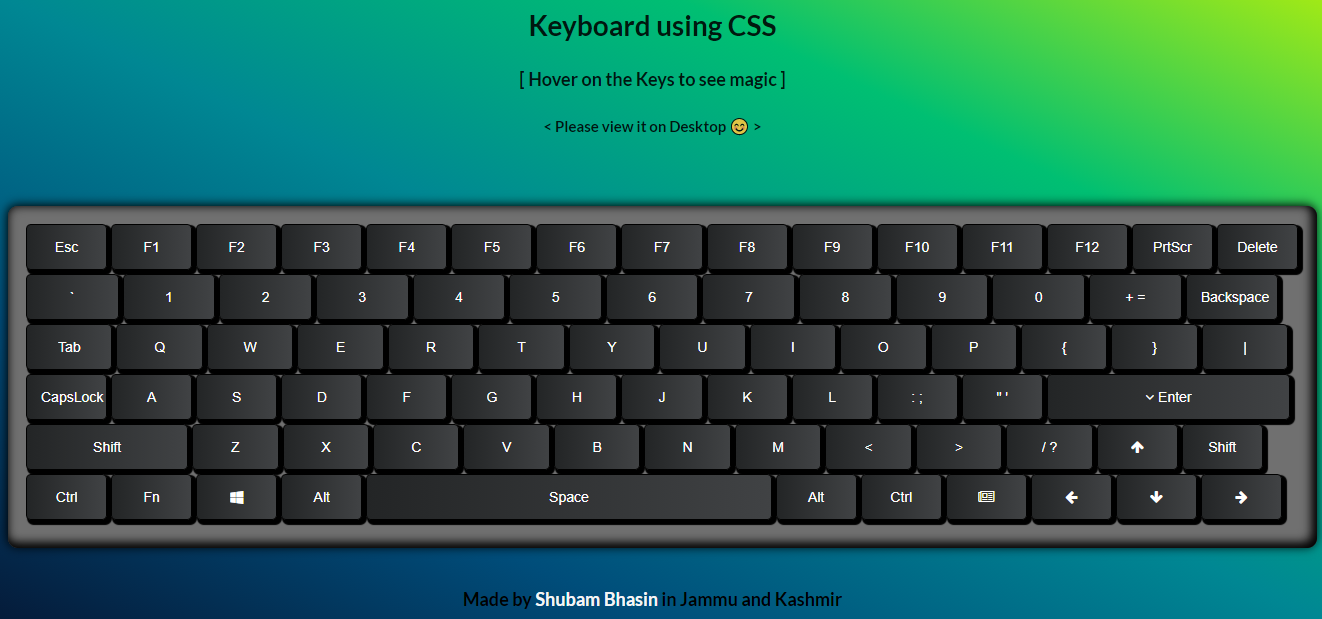 Keyboard using CSS
[ Hover on the Keys to see magic ]
< Please view it on Desktop 😊 >
Esc F1 F2 F3 F4 F5 F6 F7 F8 F9 F10 F11 F12 PrtScr Delete
` 1 2 3 4 5 6 7 8 9 0 + = Backspace
Tab Q W E R T Y U I O P { } |
CapsLock A S D F G H J K L : ; " ' Enter
Shift Z X C V B N M < > / ? Shift
Ctrl Fn Alt Space Alt Ctrl
Made by Shubam Bhasin in Jammu and Kashmir